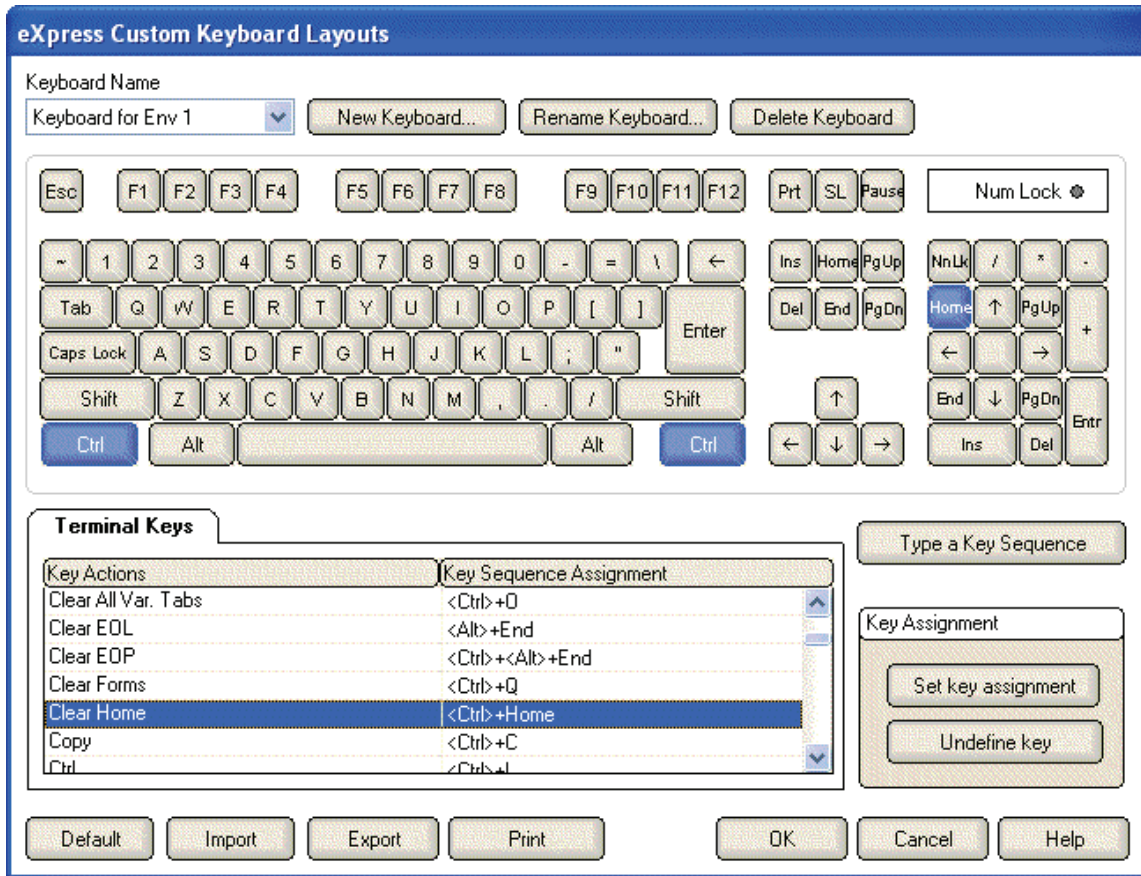 eXpress Custom Keyboard Layouts
Keyboard Name
Keyboard for Env 1 New Keyboard... Rename Keyboard... Delete Keyboard
Esc F1 F2 F3 F4 F5 F6 F7 F8 F9 F10 F11 F12 Prt SL Pause Num Lock
~ 1 2 3 4 5 6 7 8 9 0 - = \ ← Ins Home PgUp NnLk / * -
Tab Q W E R T Y U I O P [ ] Enter Del End PgDn Home ↑ PgUp +
Caps Lock A S D F G H J K L ; " ← →
Shift Z X C V B N M , . / Shift ↑ End ↓ PgDn Entr
Ctrl Alt Alt Ctrl ← ↓ → Ins Del
Terminal Keys
Type a Key Sequence
Key Actions Key Sequence Assignment
Clear All Var. Tabs <Ctrl>+O
Clear EOL <Alt>+End
Clear EOP <Ctrl>+<Alt>+End
Clear Forms <Ctrl>+Q
Clear Home <Ctrl>+Home
Copy <Ctrl>+C
Ctrl
Key Assignment
Set key assignment
Undefine key
Default Import Export Print OK Cancel Help